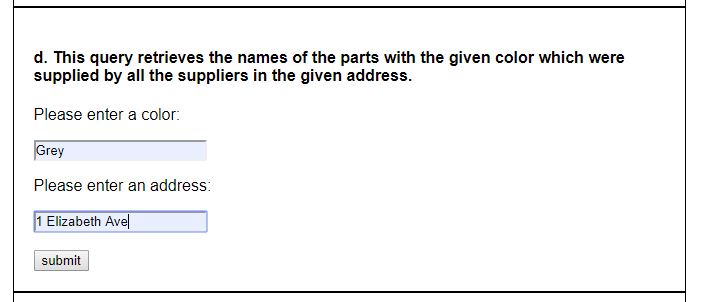 d. This query retrieves the names of the parts with the given color which were
supplied by all the suppliers in the given address.
Please enter a color:
Grey
Please enter an address:
1 Elizabeth Ave
submit